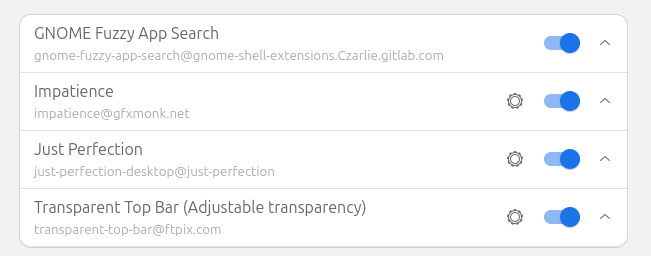 GNOME Fuzzy App Search
gnome-fuzzy-app-search@gnome-shell-extensions.Czarlie.gitlab.com
Impatience
impatience@gfxmonk.net
Just Perfection
just-perfection-desktop@just-perfection
Transparent Top Bar (Adjustable transparency)
transparent-top-bar@ftpix.com